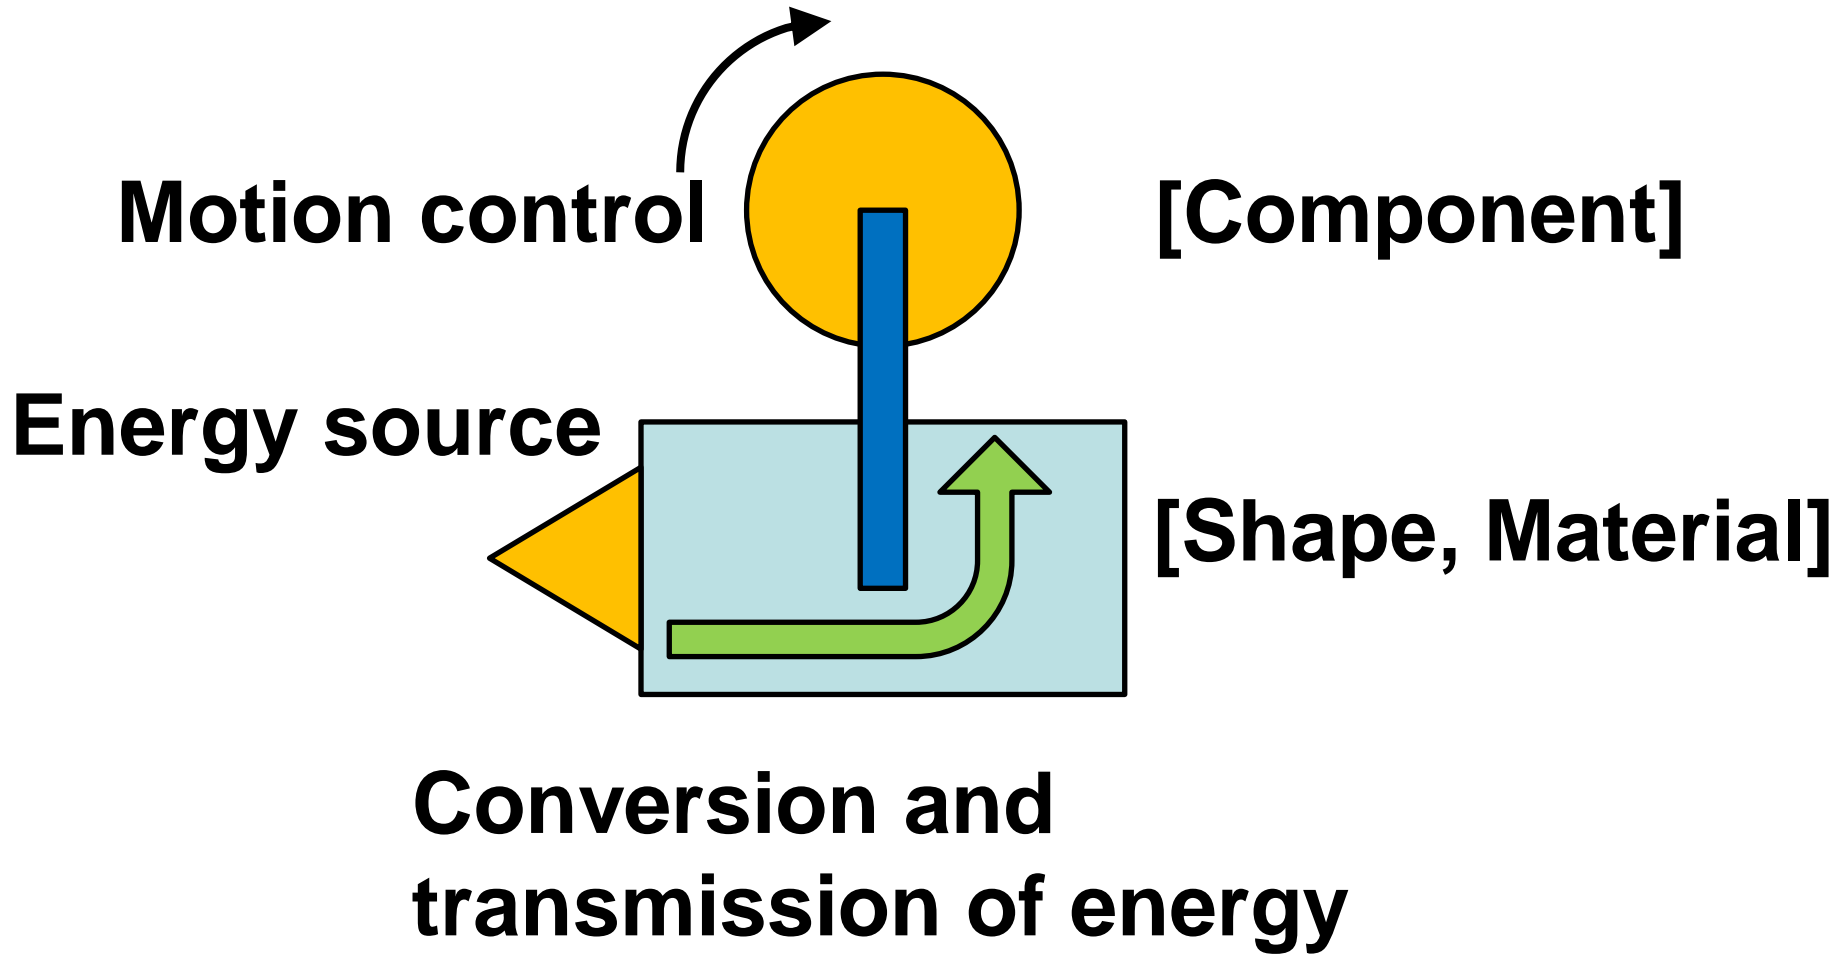 Motion control
[Component]
Energy source
[Shape, Material]
Conversion and
transmission of energy